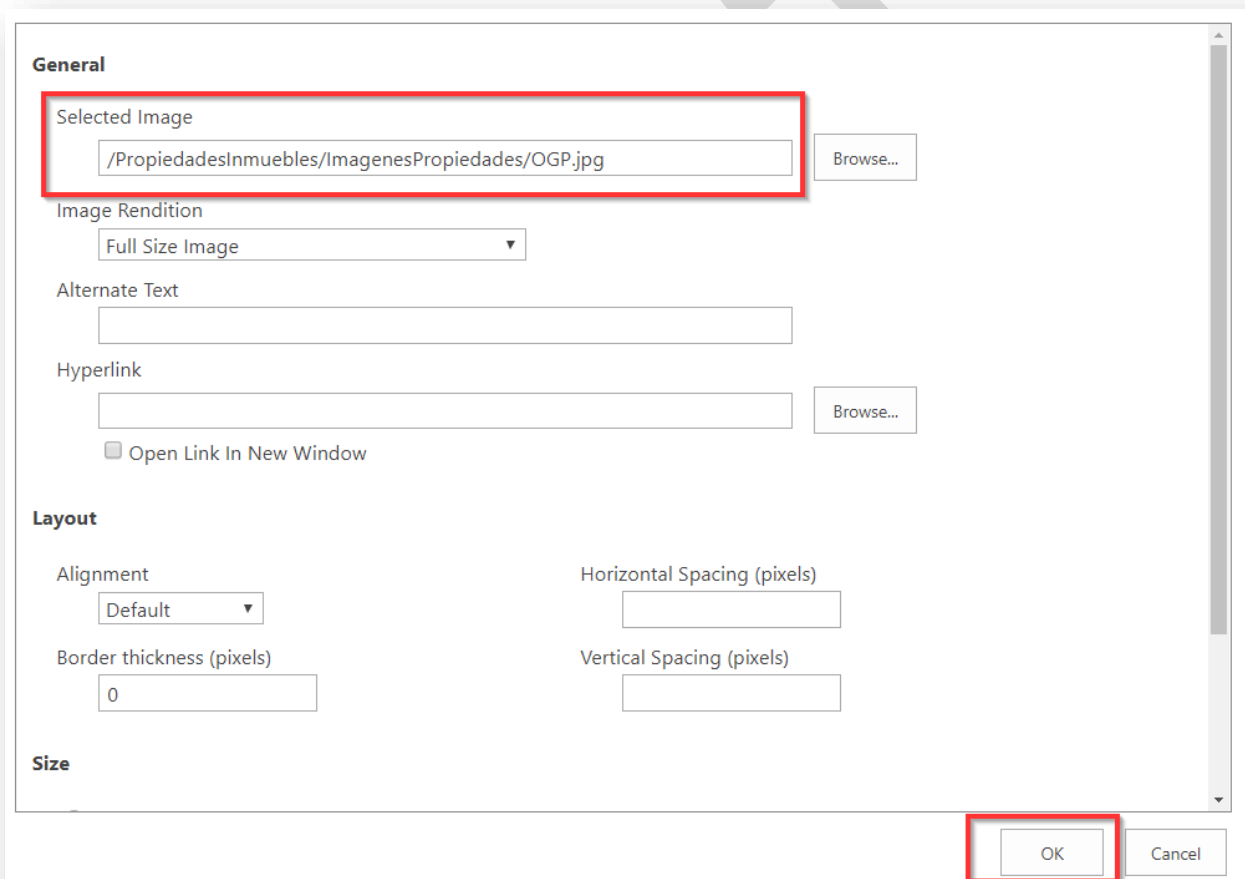 General
Selected Image
/PropiedadesInmuebles/ImagenesPropiedades/OGP.jpg
Browse...
Image Rendition
Full Size Image
Alternate Text
Hyperlink
Browse...
Open Link In New Window
Layout
Alignment
Horizontal Spacing (pixels)
Default
Border thickness (pixels)
Vertical Spacing (pixels)
0
Size
OK
Cancel